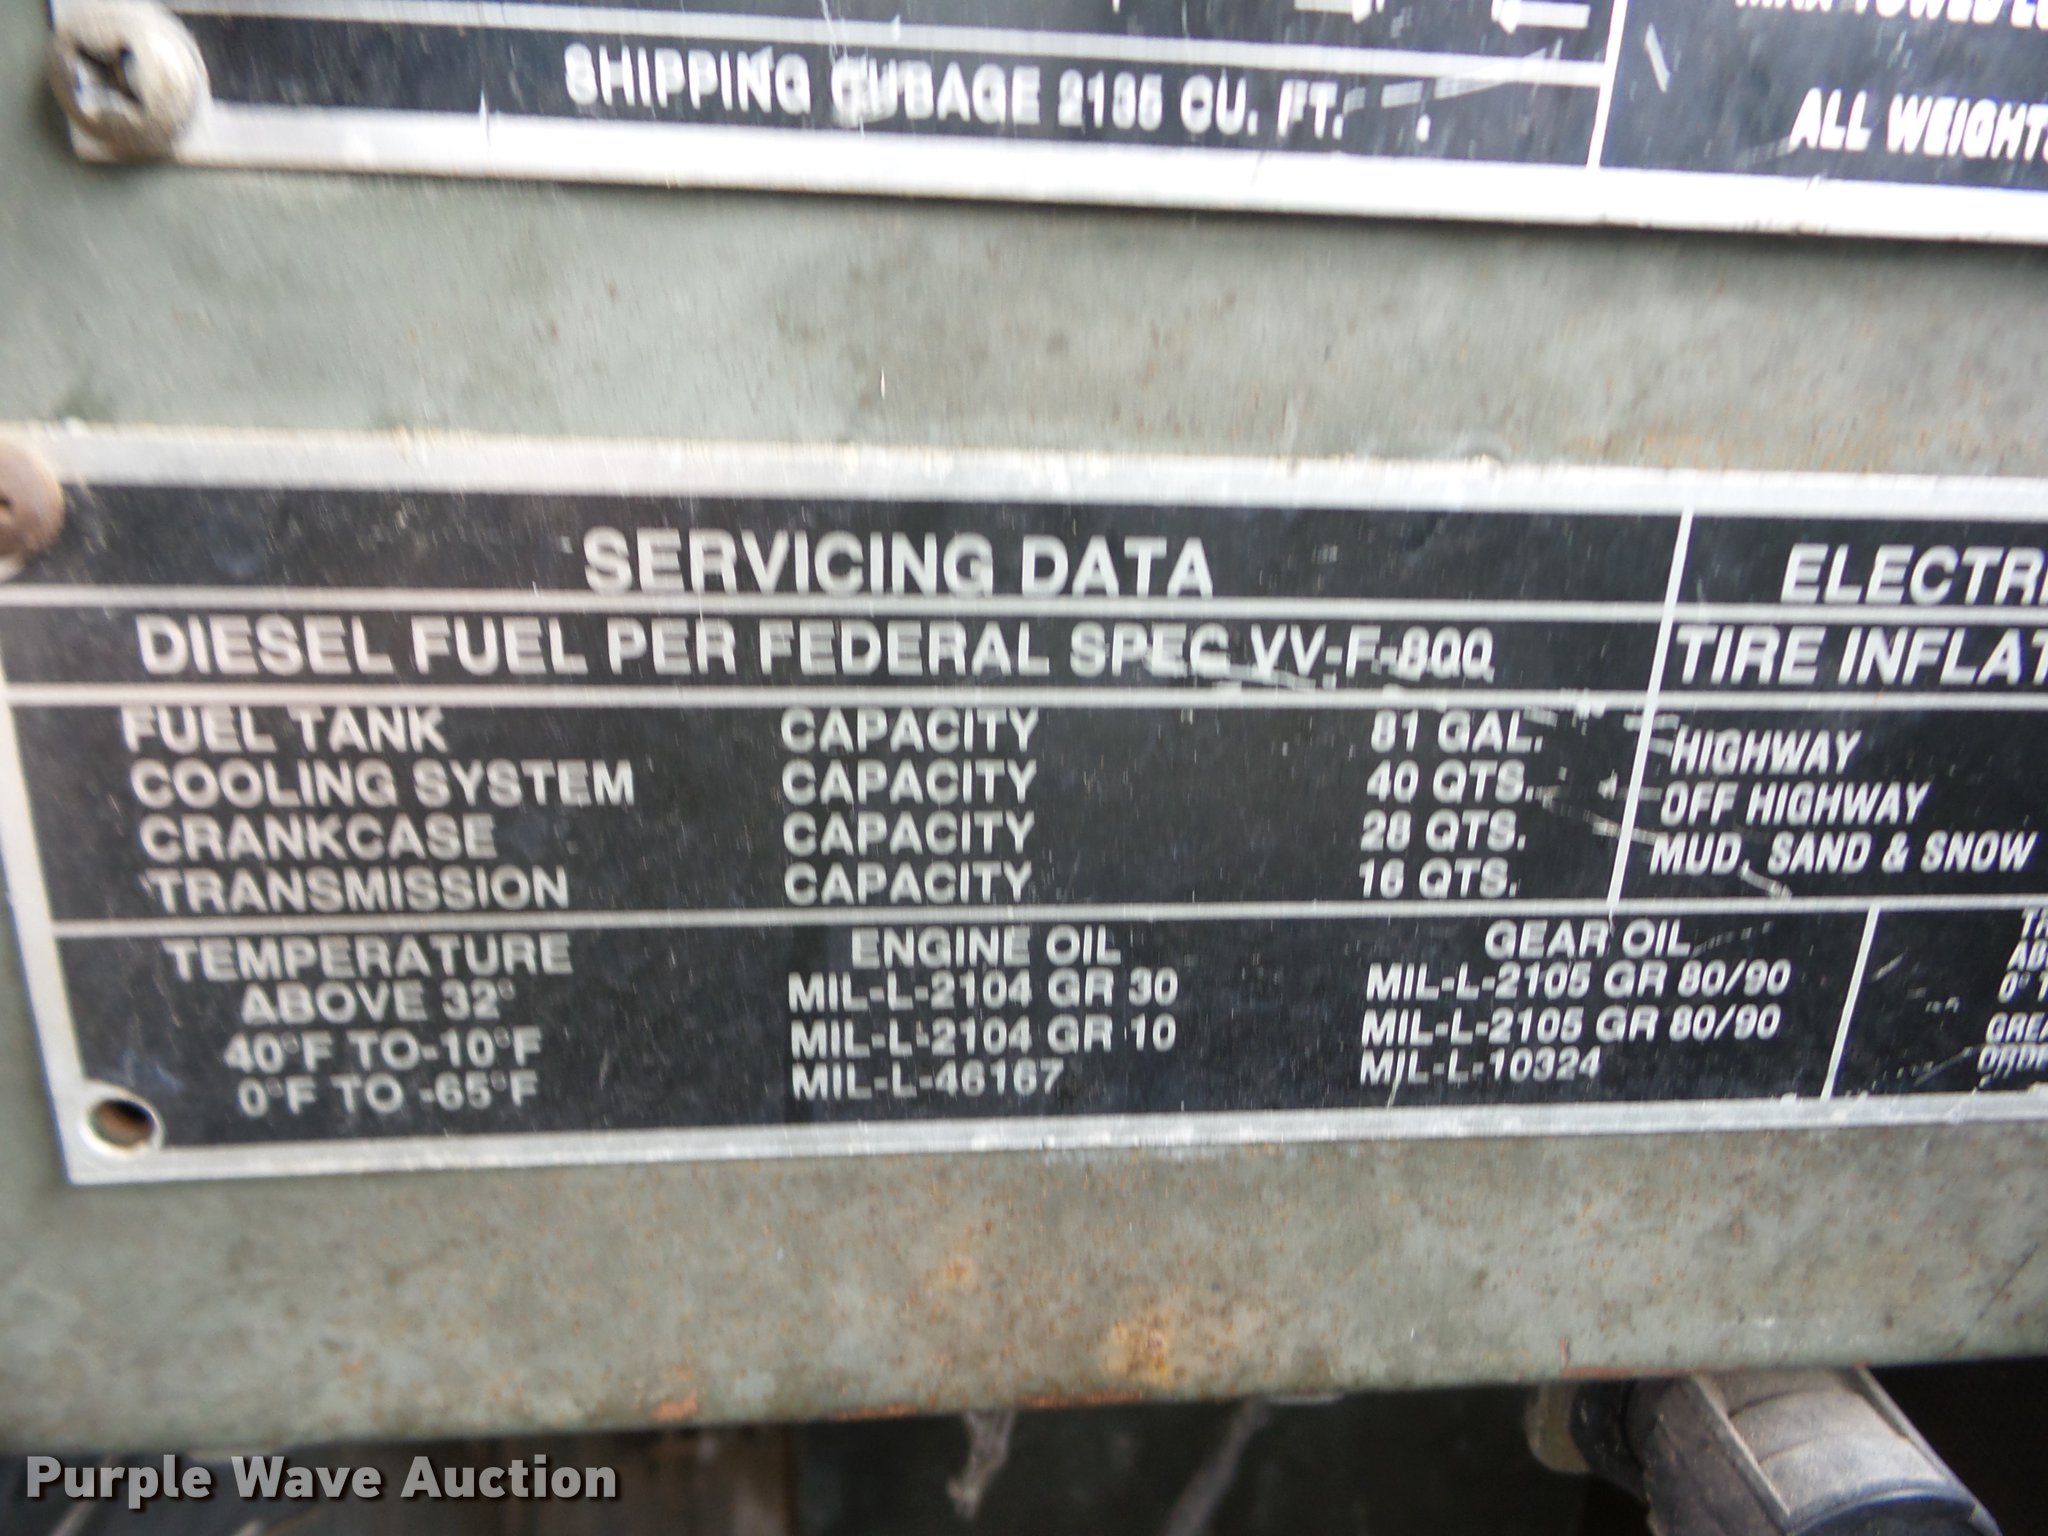 SHIPPING CUBAGE 2135 CU. FT.
ALL WEIGHT
SERVICING DATA
DIESEL FUEL PER FEDERAL SPEC VV-F-800
FUEL TANK CAPACITY 81 GAL.
COOLING SYSTEM CAPACITY 40 QTS.
CRANKCASE CAPACITY 28 QTS.
TRANSMISSION CAPACITY 16 QTS.
ELECTRI
TIRE INFLAT
HIGHWAY
OFF HIGHWAY
MUD, SAND & SNOW
TEMPERATURE ENGINE OIL GEAR OIL
ABOVE 32° MIL-L-2104 GR 30 MIL-L-2105 GR 80/90
40°F TO-10°F MIL-L-2104 GR 10 MIL-L-2105 GR 80/90
0°F TO -65°F MIL-L-46167 MIL-L-10324
0° T
GREA
Purple Wave Auction